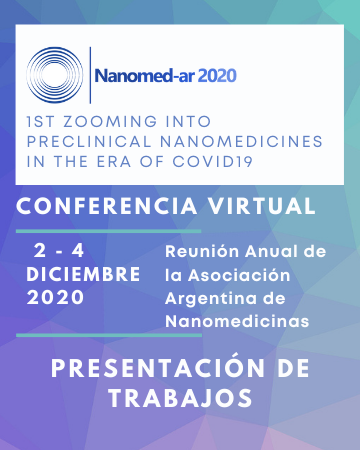 Nanomed-ar 2020
1ST ZOOMING INTO
PRECLINICAL NANOMEDICINES
IN THE ERA OF COVID19
CONFERENCIA VIRTUAL
2 - 4
DICIEMBRE
2020
Reunión Anual de
la Asociación
Argentina de
Nanomedicinas
PRESENTACIÓN DE
TRABAJOS